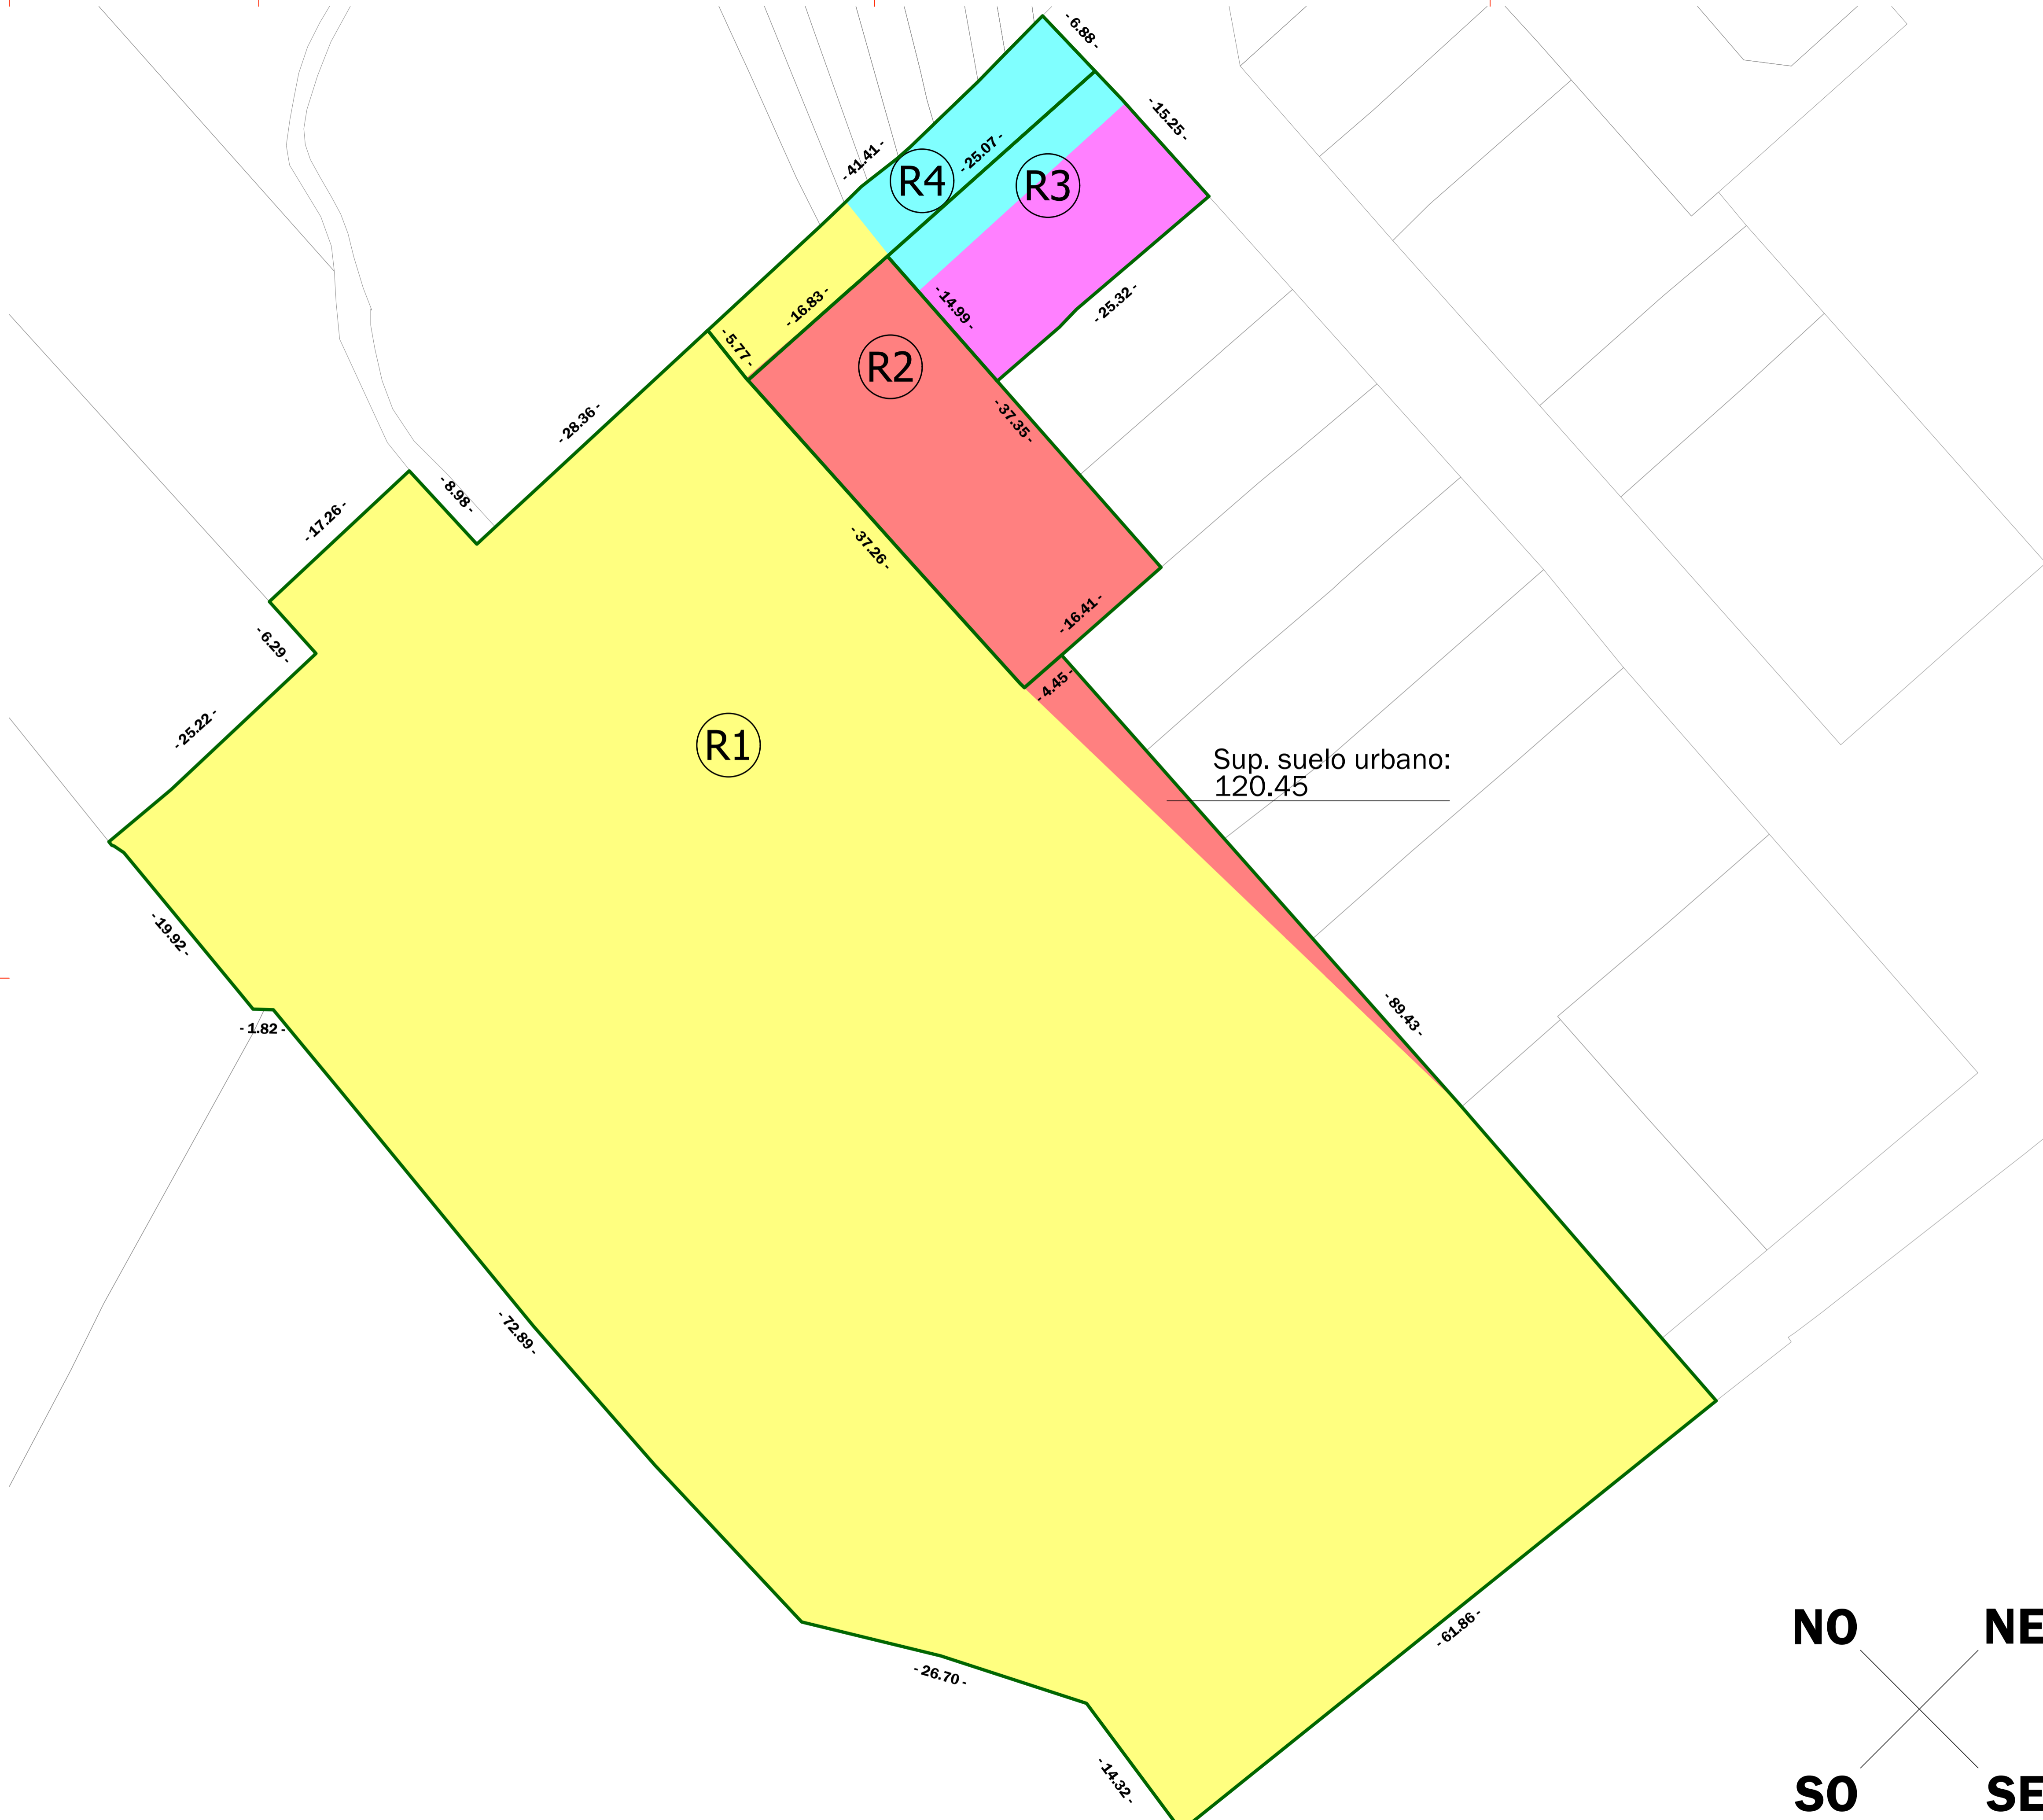 - 6.88 -
- 15.25 -
- 41.41 -
- 25.07 -
R4
R3
- 16.83 -
- 14.99 -
- 25.32 -
- 5.77 -
R2
- 28.36 -
- 37.35 -
- 8.98 -
- 17.26 -
- 37.26 -
- 16.41 -
- 6.29 -
- 4.45 -
- 25.22 -
R1
Sup. suelo urbano:
120.45
- 19.92 -
- 89.43 -
- 1.82 -
- 72.89 -
- 61.86 -
- 26.70 -
- 14.32 -
NO NE
SO SE